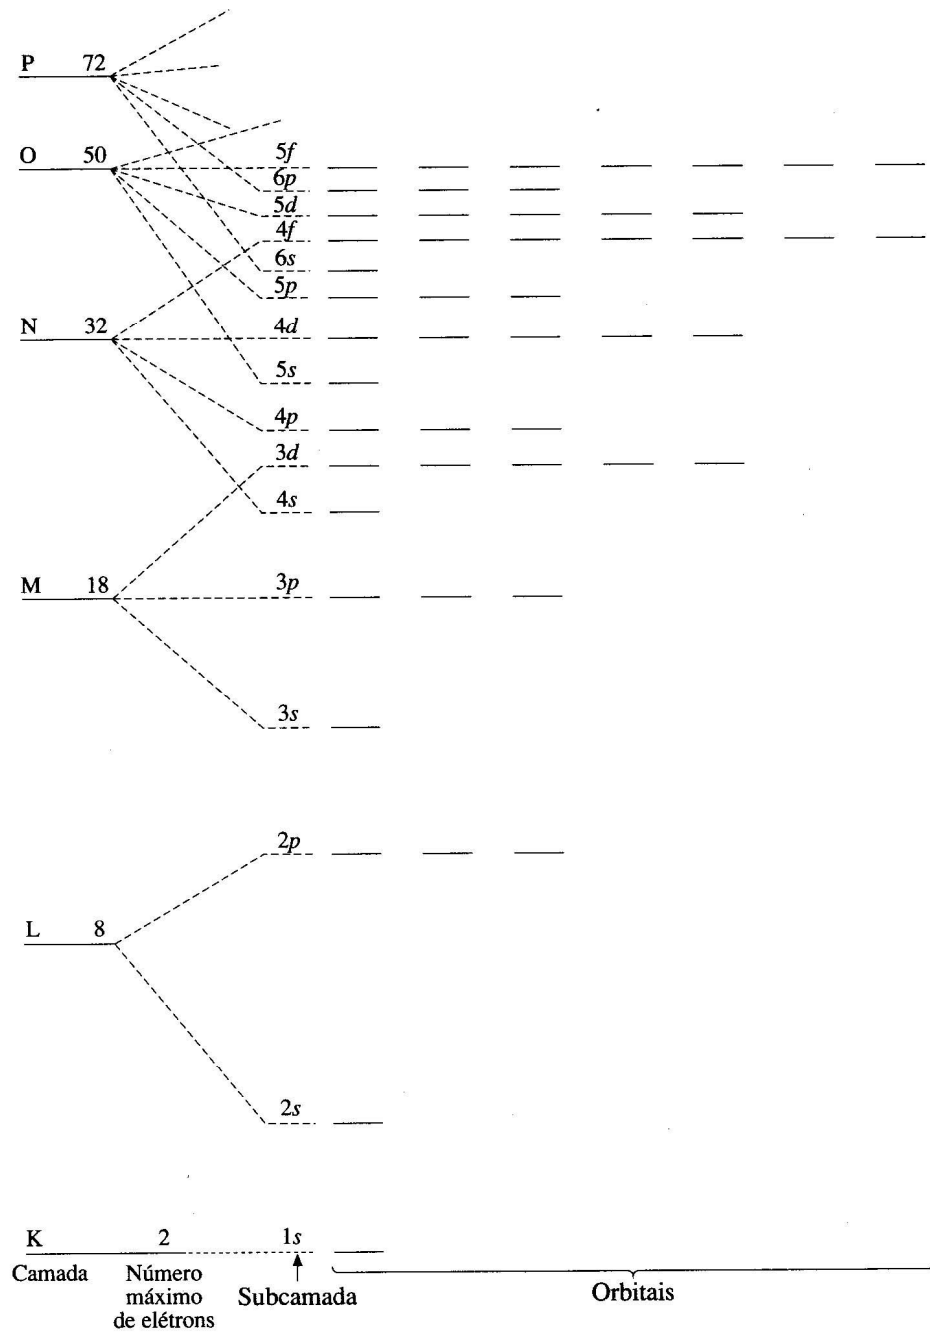 P 72
O 50
5f
6p
5d
4f
6s
5p
N 32
4d
5s
4p
3d
4s
M 18
3p
3s
2p
L 8
2s
K 2 1s
Camada
Número
máximo
de elétrons
Subcamada
Orbitais